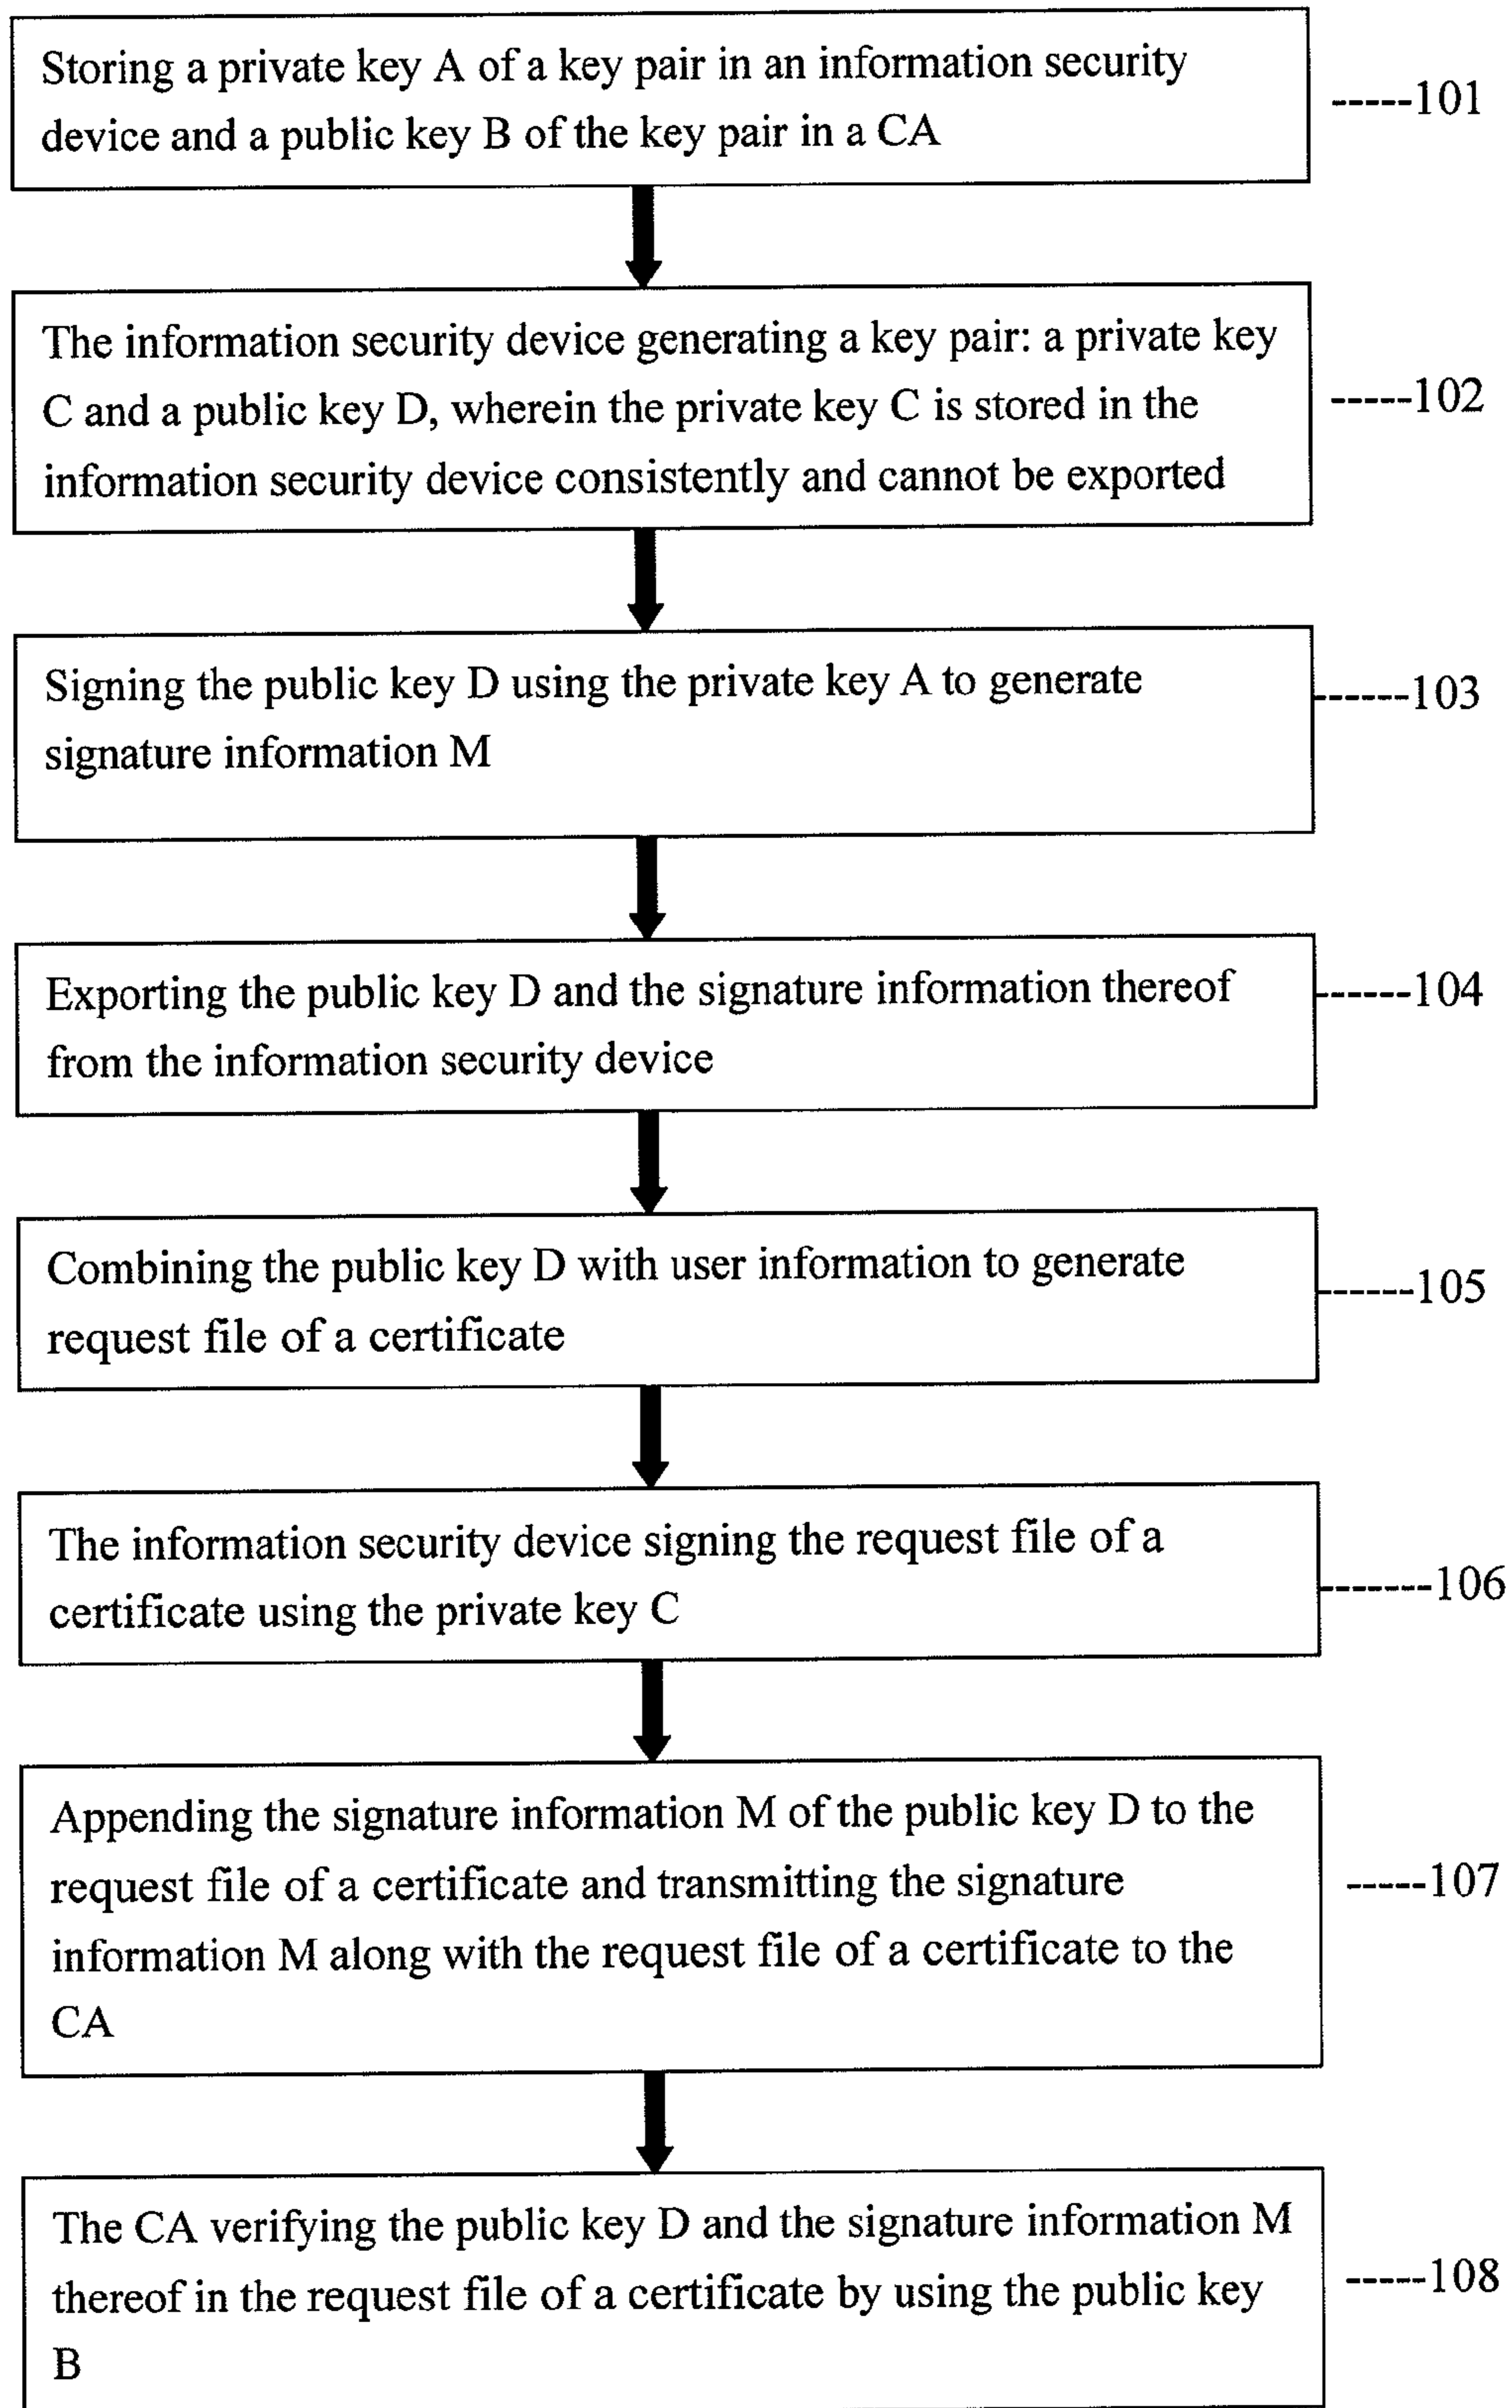 Storing a private key A of a key pair in an information security
device and a public key B of the key pair in a CA
-----101
The information security device generating a key pair: a private key
C and a public key D, wherein the private key C is stored in the
information security device consistently and cannot be exported
-----102
Signing the public key D using the private key A to generate
signature information M
------103
Exporting the public key D and the signature information thereof
from the information security device
------104
Combining the public key D with user information to generate
request file of a certificate
------105
The information security device signing the request file of a
certificate using the private key C
-------106
Appending the signature information M of the public key D to the
request file of a certificate and transmitting the signature
information M along with the request file of a certificate to the
CA
-----107
The CA verifying the public key D and the signature information M
thereof in the request file of a certificate by using the public key
B
-----108